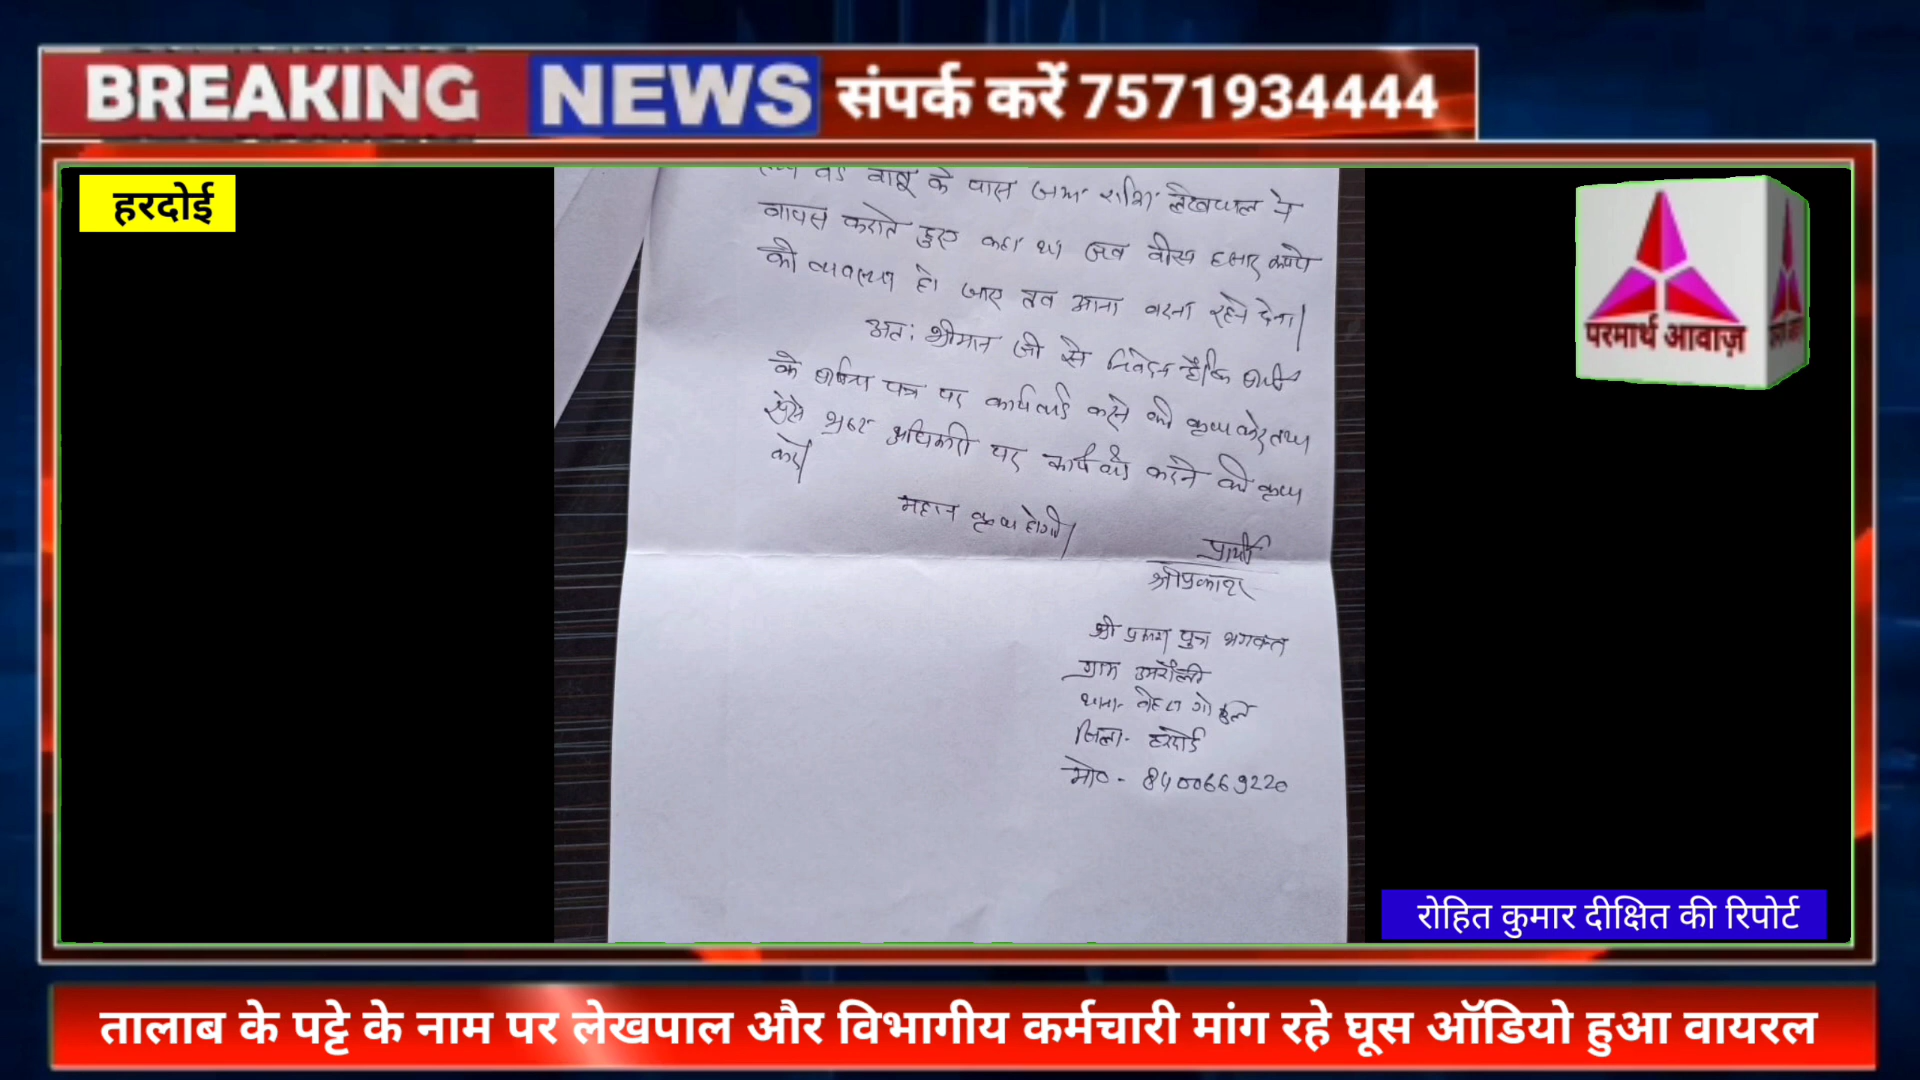 BREAKING NEWS संपर्क करें 7571934444
हरदोई
परमार्थ आवाज़
बाबू के पास जमा राशि लेखपाल ने
वापस कराते हुए कहा था जब बीस हजार रूपये
की व्यवस्था हो जाए तब आना वरना रहने देना।
अतः श्रीमान जी से निवेदन है कि प्रार्थी
के प्रार्थना पत्र पर कार्यवाई करने की कृपा करे तथा
ऐसे भ्रष्ट अधिकारी पर कार्यवाई करने की कृपा
करें।
महान कृपा होगी।
प्रार्थी
श्रीप्रकाश
श्री प्रकाश पुत्र भगवन्त
ग्राम उमरौली
थाना- बेहटा गोकुल
जिला- हरदोई
मो०- 8400669220
रोहित कुमार दीक्षित की रिपोर्ट
तालाब के पट्टे के नाम पर लेखपाल और विभागीय कर्मचारी मांग रहे घूस ऑडियो हुआ वायरल